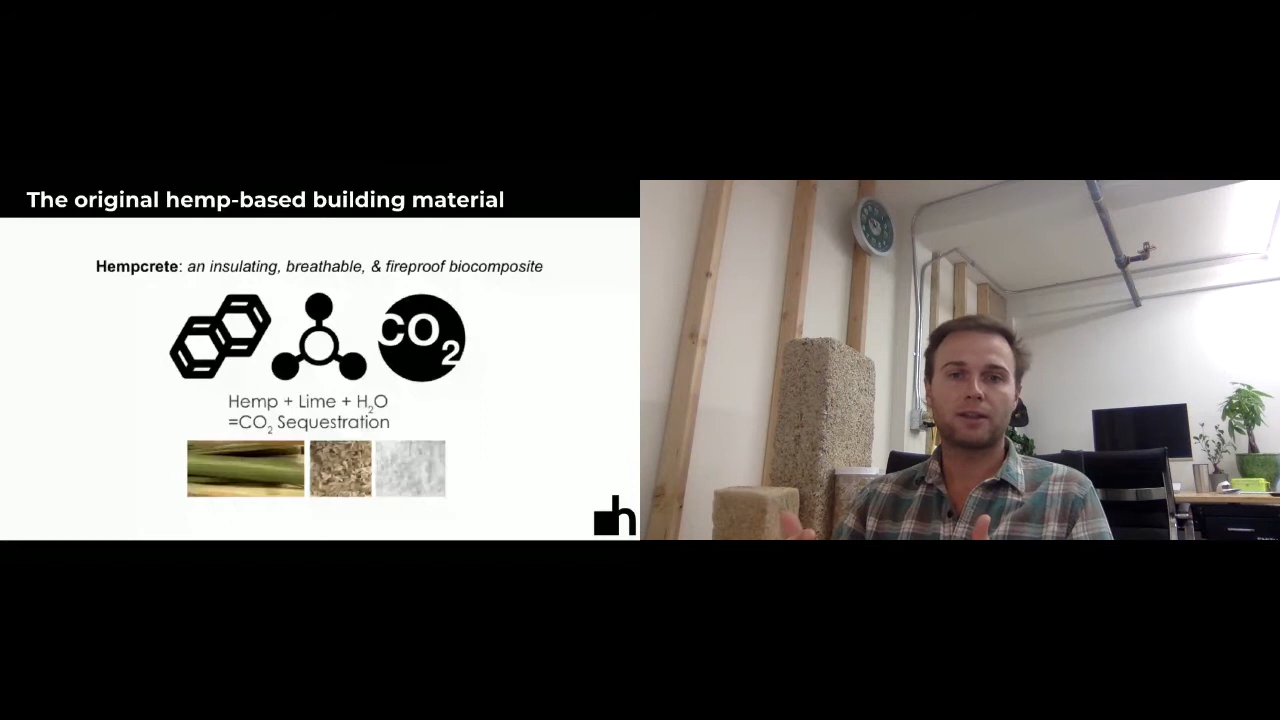 The original hemp-based building material
Hempcrete: an insulating, breathable, & fireproof biocomposite
CO₂
Hemp + Lime + H₂O
=CO₂ Sequestration
h